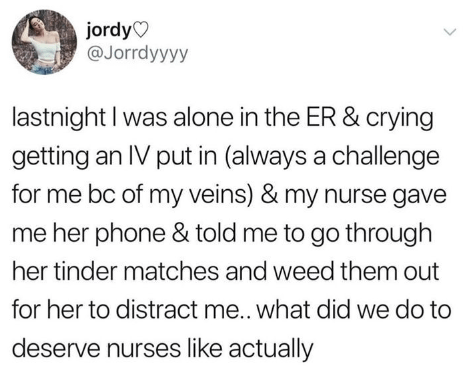 jordy♡
@Jorrdyyyy
lastnight I was alone in the ER & crying
getting an IV put in (always a challenge
for me bc of my veins) & my nurse gave
me her phone & told me to go through
her tinder matches and weed them out
for her to distract me.. what did we do to
deserve nurses like actually